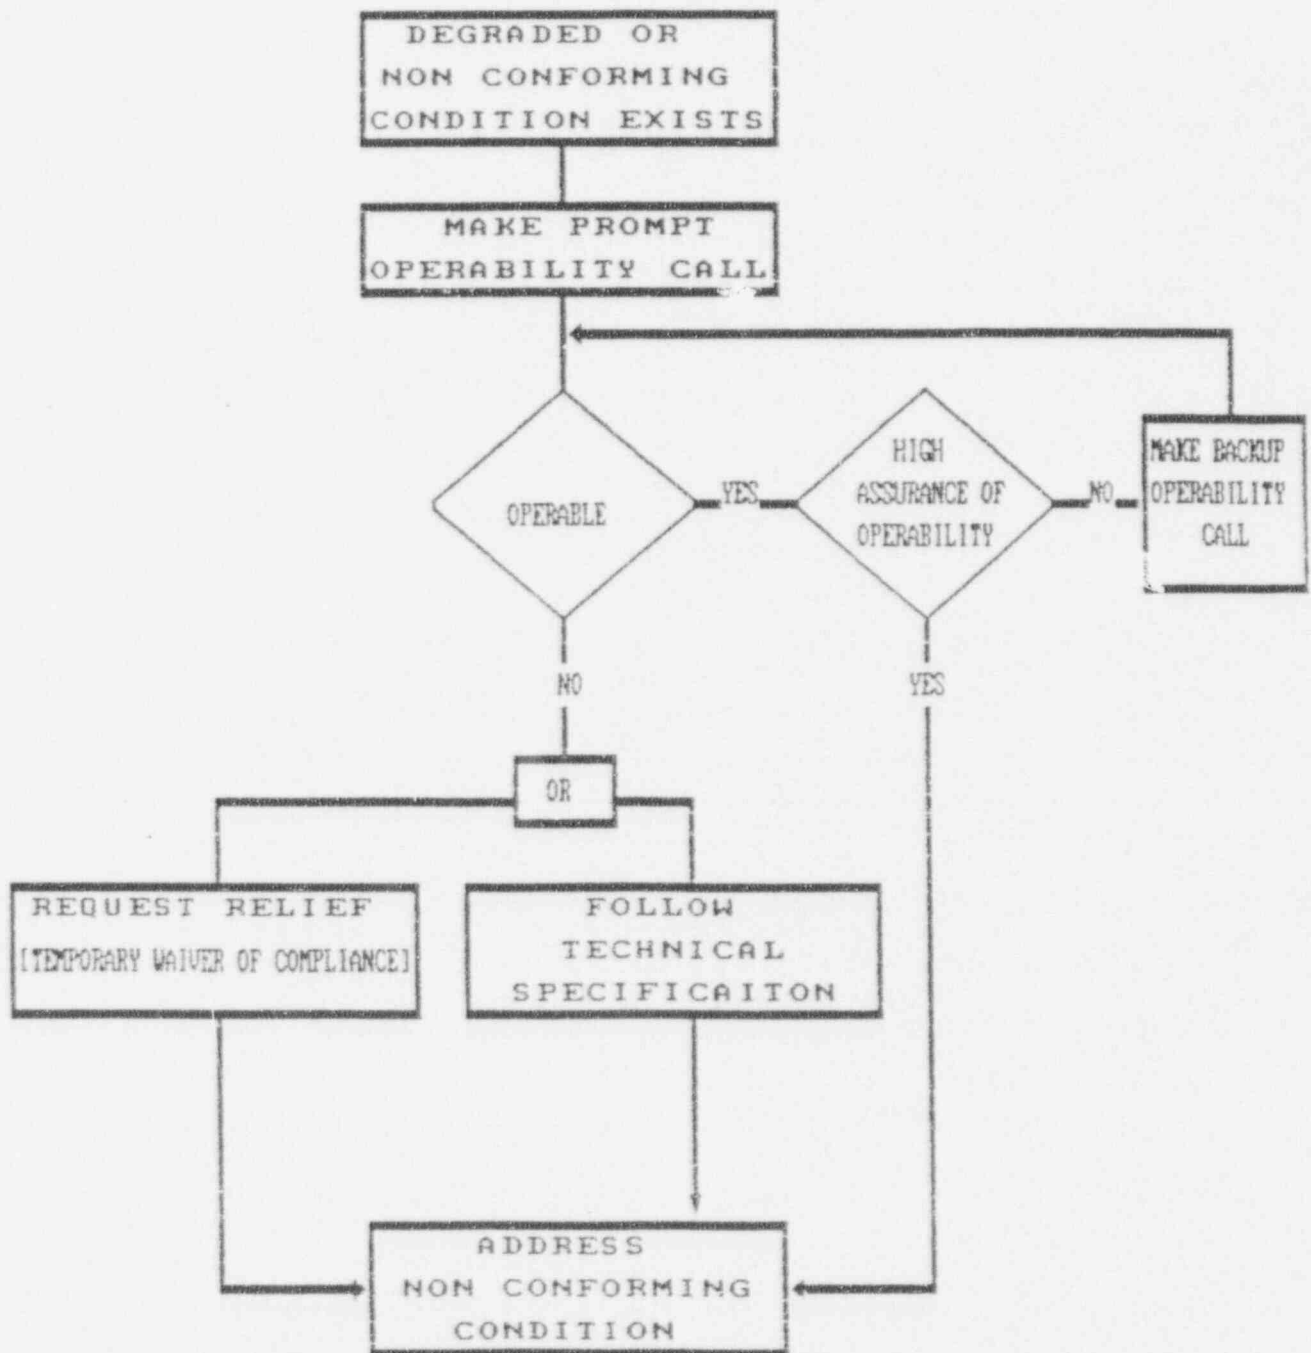 DEGRADED OR
NON CONFORMING
CONDITION EXISTS
MAKE PROMPT
OPERABILITY CALL
OPERABLE
YES
HIGH
ASSURANCE OF
OPERABILITY
NO
MAKE BACKUP
OPERABILITY
CALL
NO
YES
OR
REQUEST RELIEF
[TEMPORARY WAIVER OF COMPLIANCE]
FOLLOW
TECHNICAL
SPECIFICAITON
ADDRESS
NON CONFORMING
CONDITION